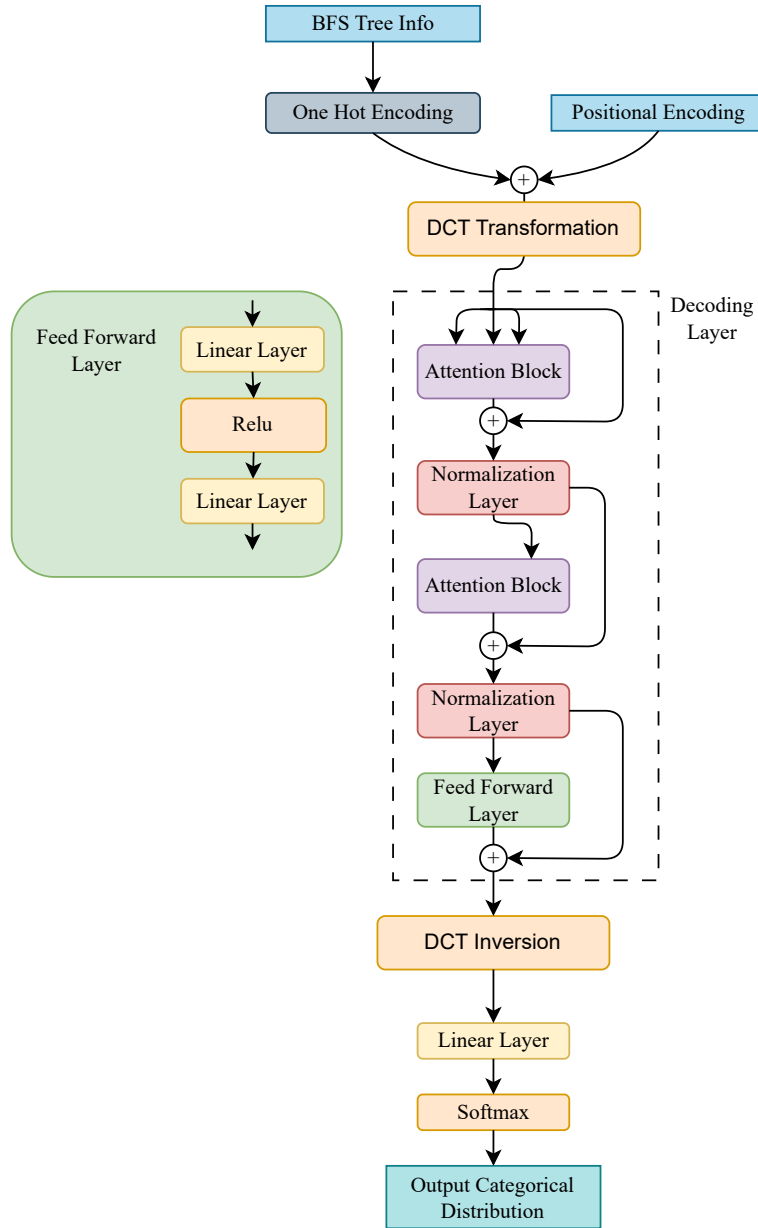 BFS Tree Info
One Hot Encoding
Positional Encoding
+
DCT Transformation
Decoding
Layer
Feed Forward
Layer
Linear Layer
Relu
Linear Layer
Attention Block
+
Normalization
Layer
Attention Block
+
Normalization
Layer
Feed Forward
Layer
+
DCT Inversion
Linear Layer
Softmax
Output Categorical
Distribution